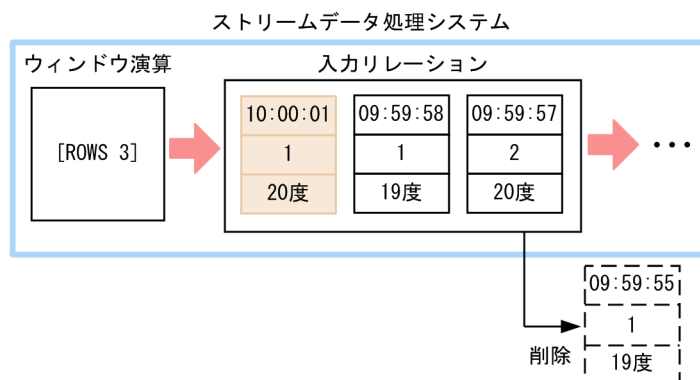 ストリームデータ処理システム
ウィンドウ演算
入力リレーション
[ROWS 3]
10:00:01
1
20度
09:59:58
1
19度
09:59:57
2
20度
･･･
09:59:55
1
19度
削除